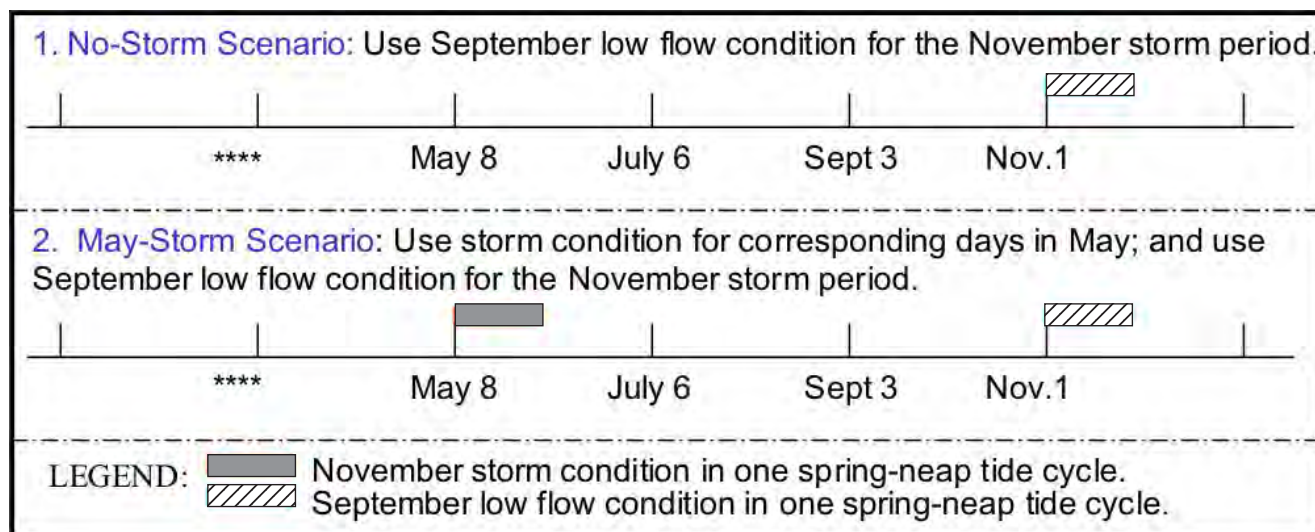 1. No-Storm Scenario: Use September low flow condition for the November storm period.
**** May 8 July 6 Sept 3 Nov.1
2. May-Storm Scenario: Use storm condition for corresponding days in May; and use
September low flow condition for the November storm period.
**** May 8 July 6 Sept 3 Nov.1
LEGEND: November storm condition in one spring-neap tide cycle.
September low flow condition in one spring-neap tide cycle.